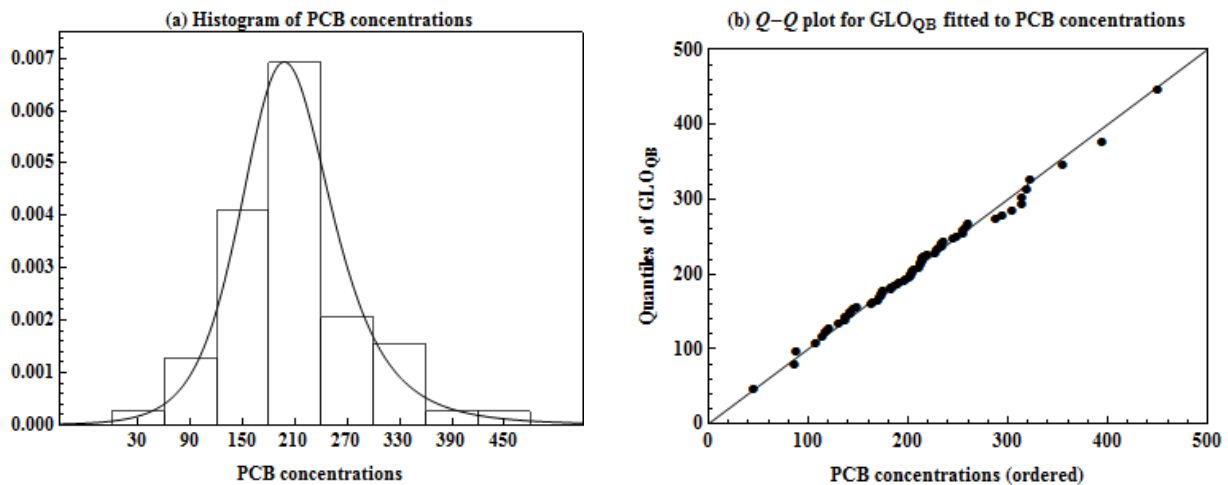 (a) Histogram of PCB concentrations
0.007
0.006
0.005
0.004
0.003
0.002
0.001
0.000
30 90 150 210 270 330 390 450
PCB concentrations
(b) Q−Q plot for GLO_QB fitted to PCB concentrations
Quantiles of GLO_QB
500
400
300
200
100
0
0 100 200 300 400 500
PCB concentrations (ordered)